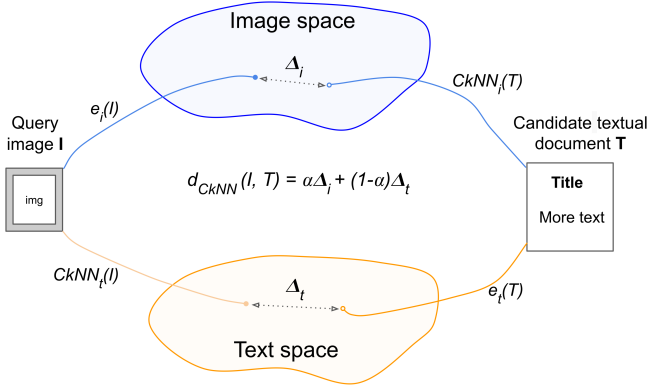 Image space
Δi
CkNNi(T)
ei(I)
Query
image I
Candidate textual
document T
img
dCkNN(I, T) = αΔi + (1-α)Δt
Title
More text
CkNNt(I)
Δt
et(T)
Text space